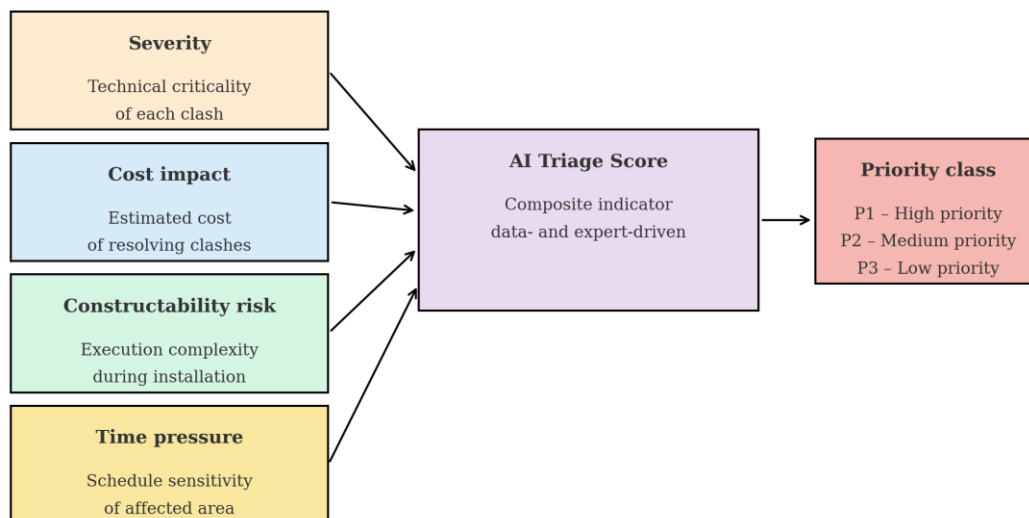 Severity
Technical criticality
of each clash
Cost impact
Estimated cost
of resolving clashes
Constructability risk
Execution complexity
during installation
Time pressure
Schedule sensitivity
of affected area
AI Triage Score
Composite indicator
data- and expert-driven
Priority class
P1 – High priority
P2 – Medium priority
P3 – Low priority